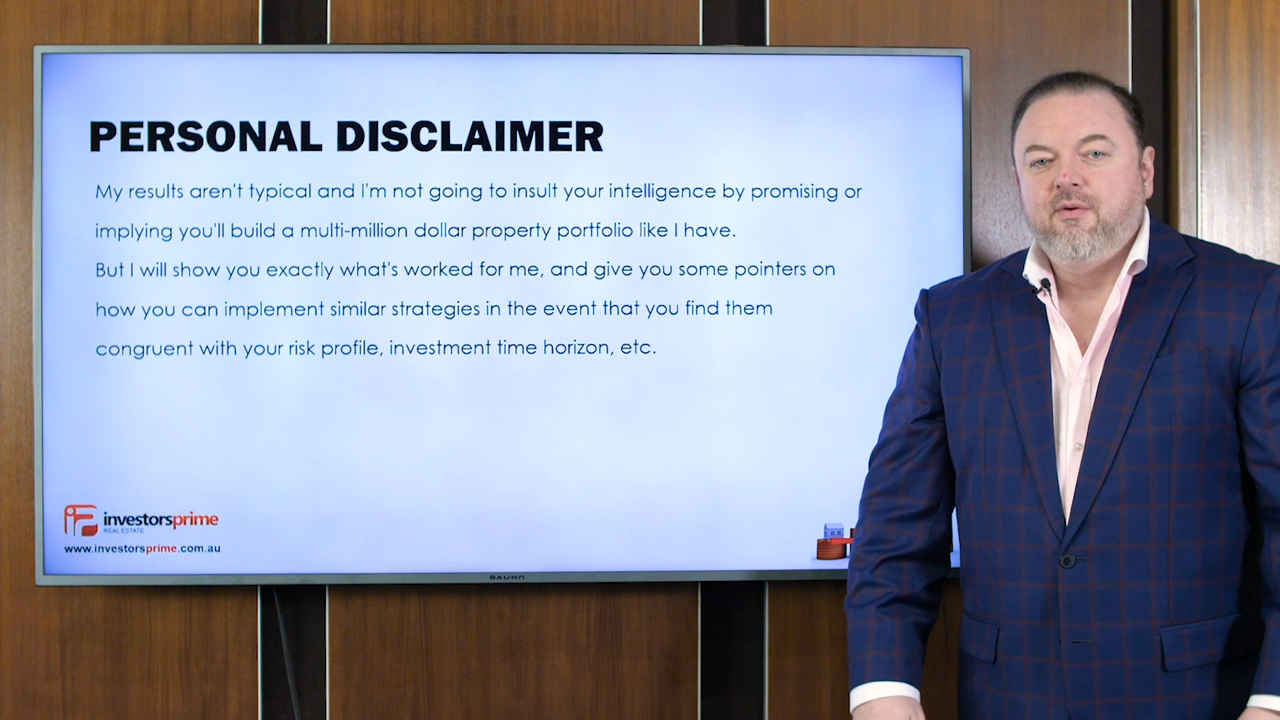 PERSONAL DISCLAIMER
My results aren't typical and I'm not going to insult your intelligence by promising or
implying you'll build a multi-million dollar property portfolio like I have.
But I will show you exactly what's worked for me, and give you some pointers on
how you can implement similar strategies in the event that you find them
congruent with your risk profile, investment time horizon, etc.
investorsprime
REAL ESTATE
www.investorsprime.com.au
BAUHN